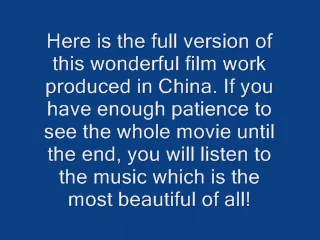 Here is the full version of
this wonderful film work
produced in China. If you
have enough patience to
see the whole movie until
the end, you will listen to
the music which is the
most beautiful of all!